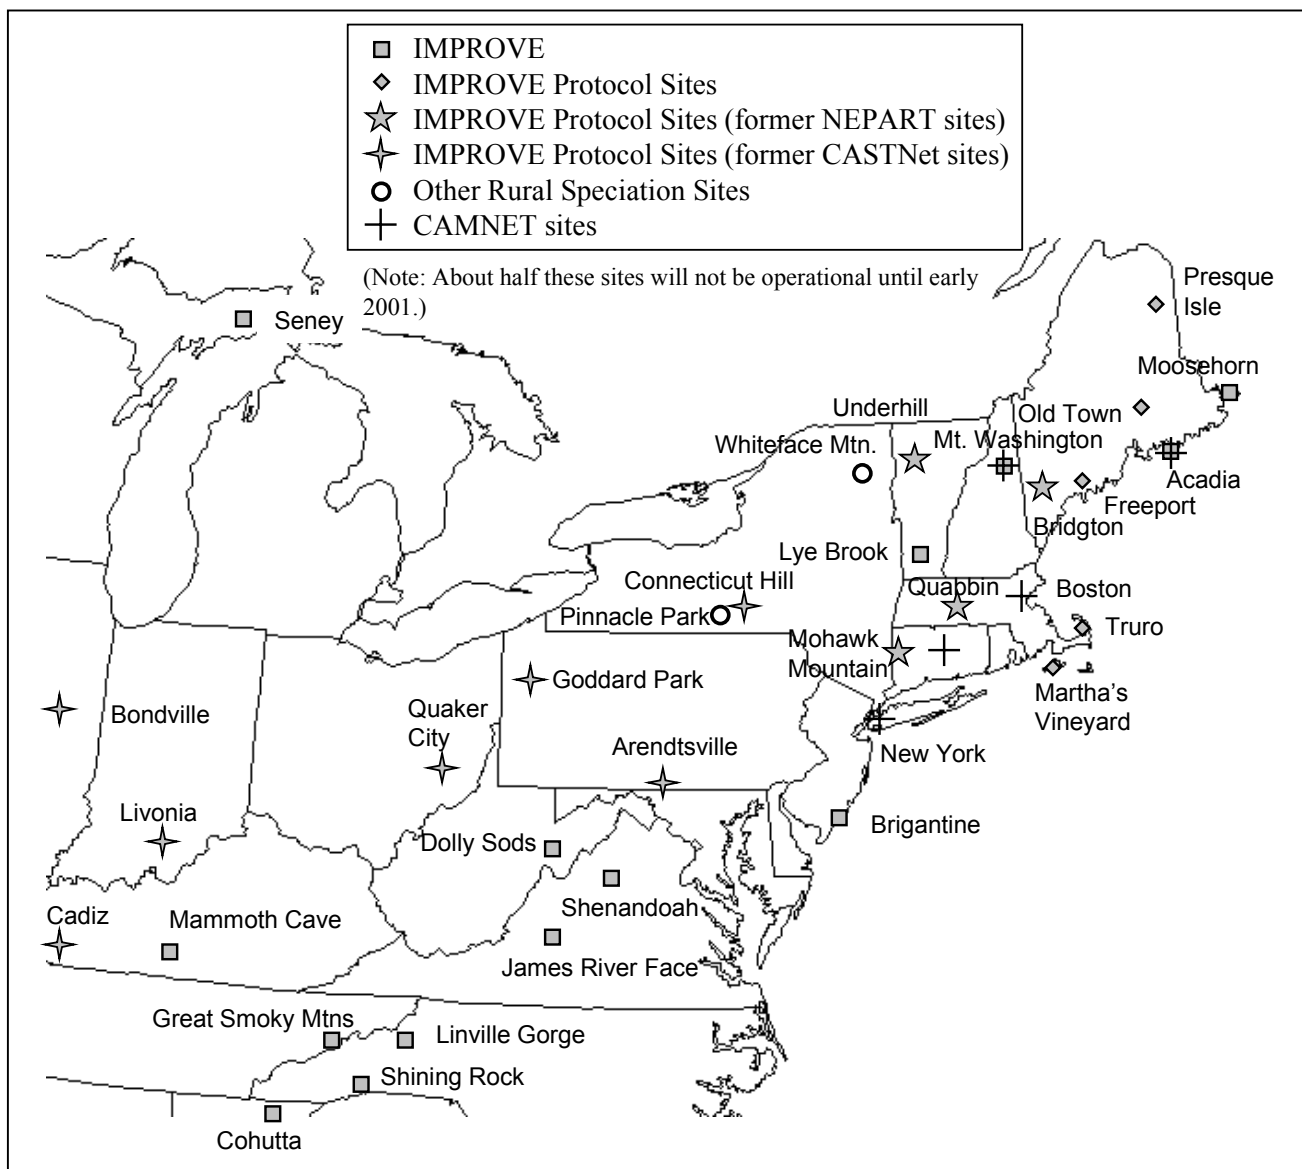 IMPROVE
IMPROVE Protocol Sites
IMPROVE Protocol Sites (former NEPART sites)
IMPROVE Protocol Sites (former CASTNet sites)
Other Rural Speciation Sites
CAMNET sites
(Note: About half these sites will not be operational until early
2001.)
Presque
Isle
Seney
Moosehorn
Underhill
Old Town
Whiteface Mtn.
Mt. Washington
Acadia
Freeport
Bridgton
Lye Brook
Connecticut Hill
Quabbin
Boston
Pinnacle Park
Truro
Mohawk
Mountain
Goddard Park
Martha's
Vineyard
Bondville
Quaker
City
Arendtsville
New York
Livonia
Brigantine
Dolly Sods
Shenandoah
Cadiz
Mammoth Cave
James River Face
Great Smoky Mtns
Linville Gorge
Shining Rock
Cohutta